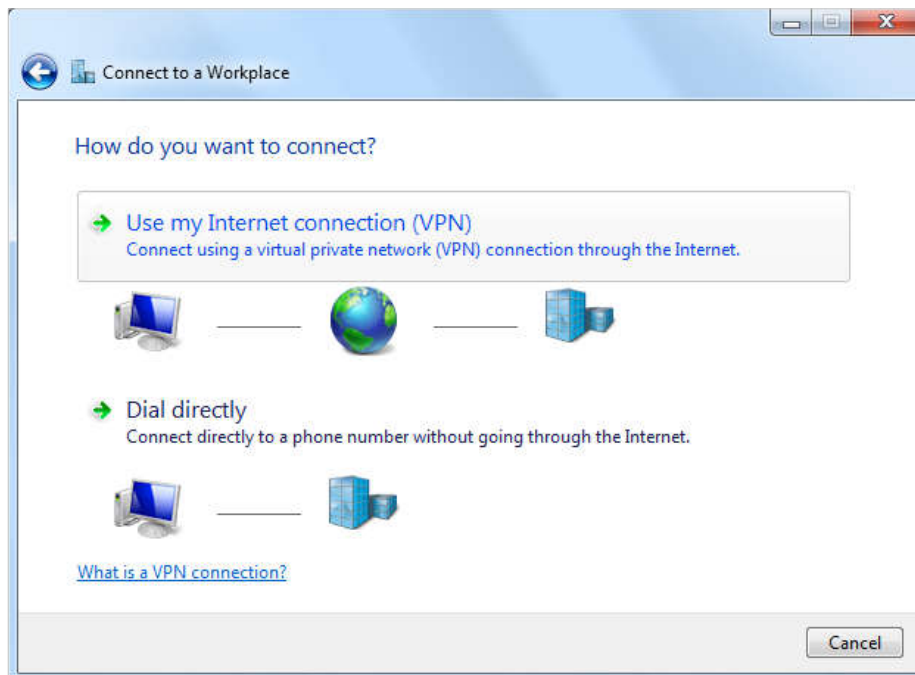 Connect to a Workplace
How do you want to connect?
Use my Internet connection (VPN)
Connect using a virtual private network (VPN) connection through the Internet.
Dial directly
Connect directly to a phone number without going through the Internet.
What is a VPN connection?
Cancel